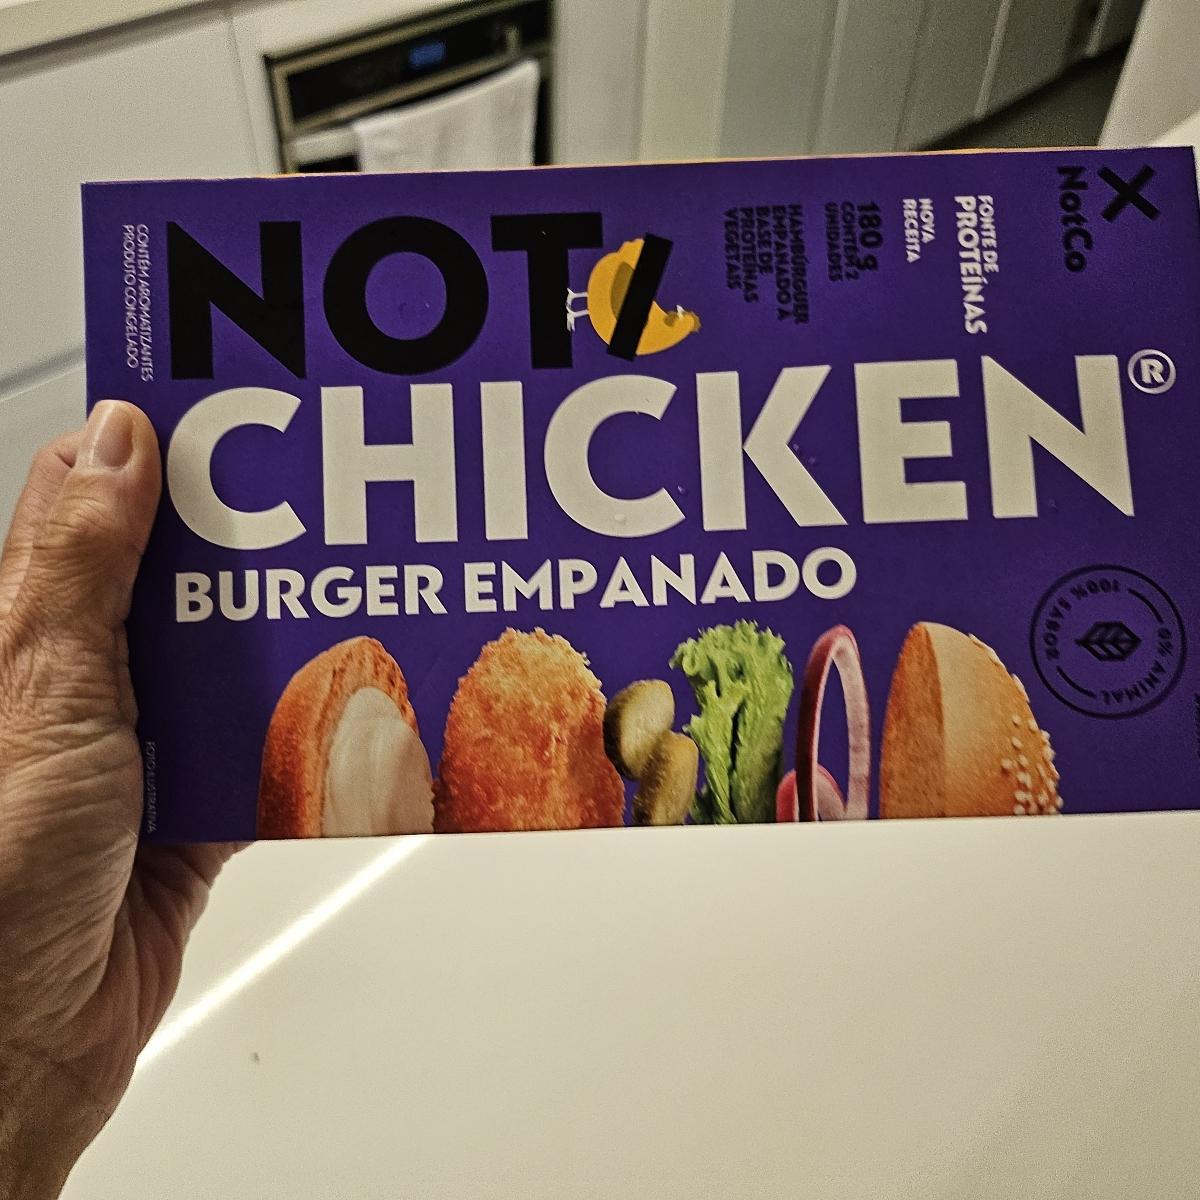 NOT
CHICKEN®
BURGER EMPANADO
CONTÉM AROMATIZANTES
PRODUTO CONGELADO
180 g
CONTÉM 2
UNIDADES
HAMBÚRGUER
EMPANADO À
BASE DE
PROTEÍNAS
VEGETAIS
NOVA
RECEITA
FONTE DE
PROTEÍNAS
NotCo
100% SABOR
0% ANIMAL
FOTO ILUSTRATIVA